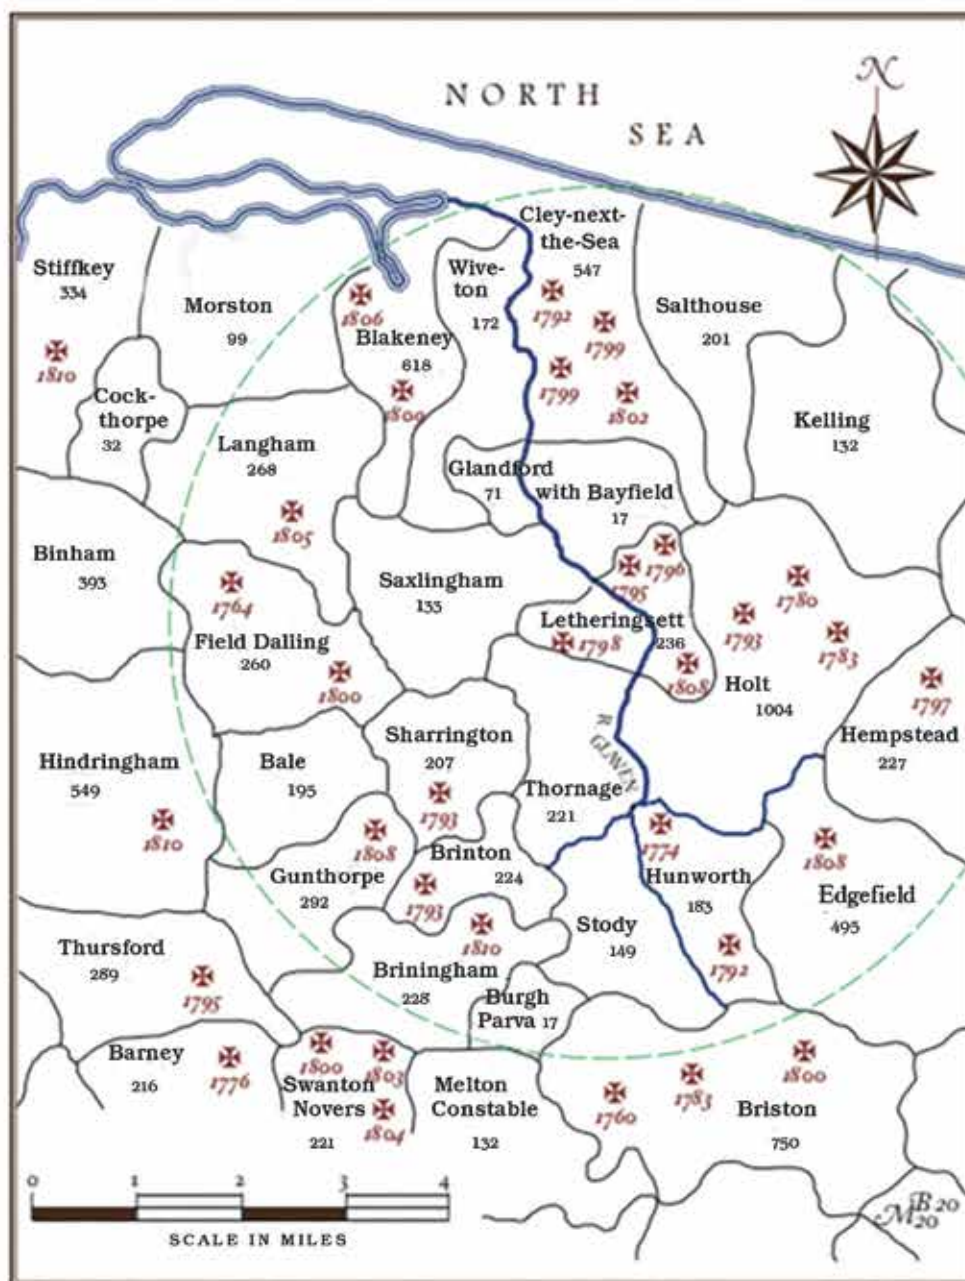 N
NORTH
SEA
Cley-next-
the-Sea
547
1792
1799
1799
1802
Stiffkey
334
1810
Morston
99
Wive-
ton
172
1806
Blakeney
618
1809
Salthouse
201
Cock-
thorpe
32
Kelling
132
Langham
268
1805
Glandford
71
with Bayfield
17
Binham
393
1764
Field Dalling
260
1800
Saxlingham
133
1796
1795
Letheringsett
236
1798
1808
1780
1793
1783
Holt
1004
1797
Hempstead
227
Hindringham
549
1810
Bale
195
Sharrington
207
1793
R GLWEN
Thornage
221
1808
Gunthorpe
292
Brinton
224
1793
1774
Hunworth
183
1792
1808
Edgefield
495
Stody
149
Thursford
289
1795
1810
Briningham
228
Burgh
Parva 17
Barney
216
1776
1800
1803
Swanton
Novers
1804
221
Melton
Constable
132
1760
1783
1800
Briston
750
0 1 2 3 4
SCALE IN MILES